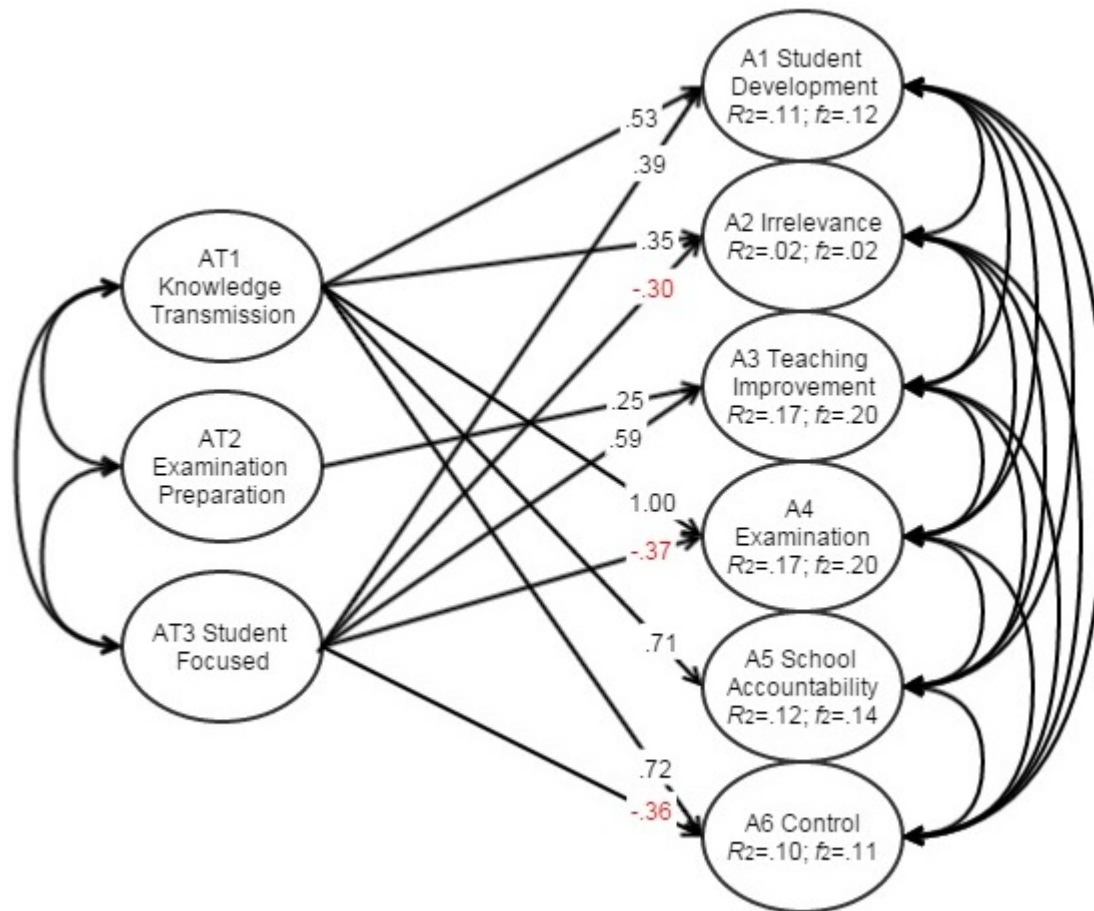 A1 Student
Development
R2=.11; f2=.12
.53
.39
A2 Irrelevance
R2=.02; f2=.02
.35
-.30
AT1
Knowledge
Transmission
A3 Teaching
Improvement
R2=.17; f2=.20
.25
.59
AT2
Examination
Preparation
A4
Examination
R2=.17; f2=.20
1.00
-.37
AT3 Student
Focused
A5 School
Accountability
R2=.12; f2=.14
.71
A6 Control
R2=.10; f2=.11
.72
-.36